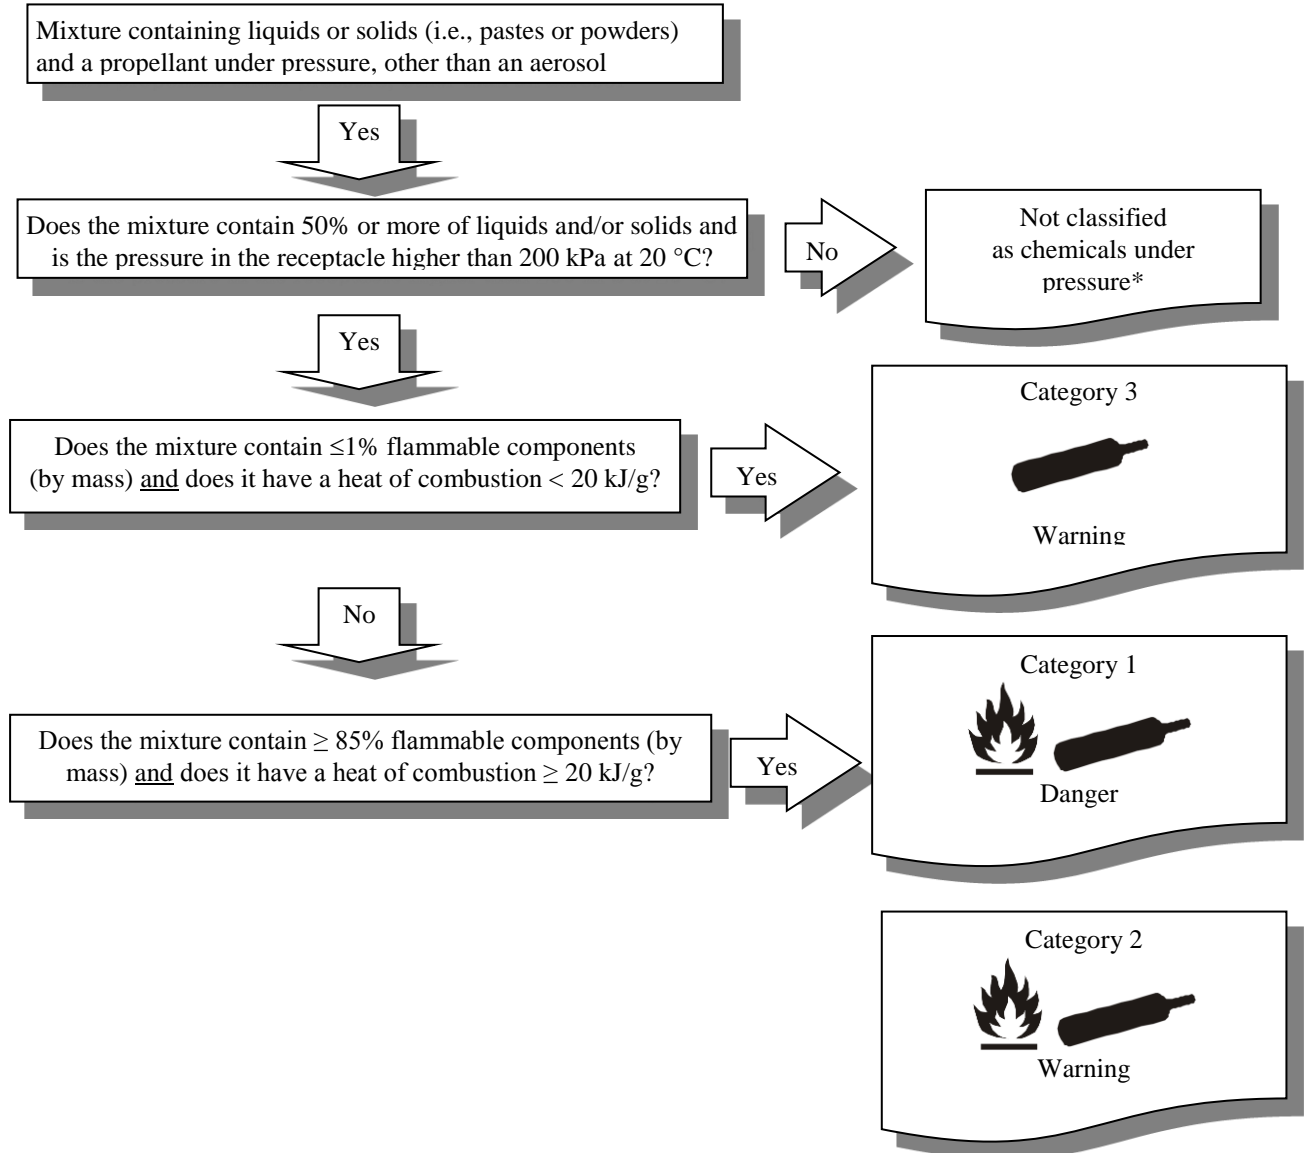 Mixture containing liquids or solids (i.e., pastes or powders)
and a propellant under pressure, other than an aerosol
Yes
Does the mixture contain 50% or more of liquids and/or solids and
is the pressure in the receptacle higher than 200 kPa at 20 °C?
No
Not classified
as chemicals under
pressure*
Yes
Does the mixture contain ≤1% flammable components
(by mass) and does it have a heat of combustion < 20 kJ/g?
Yes
Category 3
Warning
No
Does the mixture contain ≥ 85% flammable components (by
mass) and does it have a heat of combustion ≥ 20 kJ/g?
Yes
Category 1
Danger
Category 2
Warning